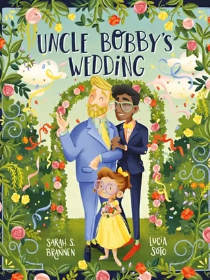 UNCLE BOBBY'S
WEDDING
SARAH S.
BRANNEN
LUCIA
SOTO